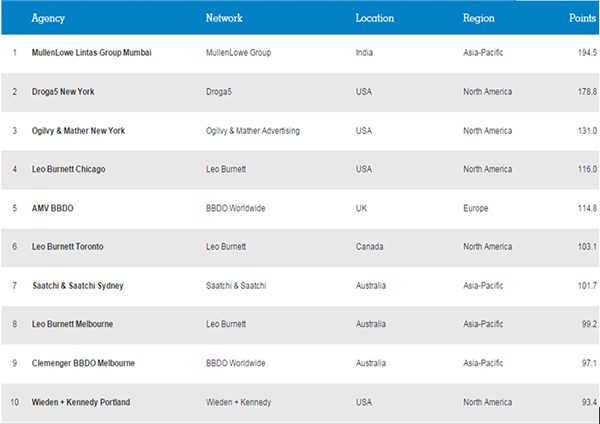 Agency Network Location Region Points
1 MullenLowe Lintas Group Mumbai MullenLowe Group India Asia-Pacific 194.5
2 Droga5 New York Droga5 USA North America 178.8
3 Ogilvy & Mather New York Ogilvy & Mather Advertising USA North America 131.0
4 Leo Burnett Chicago Leo Burnett USA North America 116.0
5 AMV BBDO BBDO Worldwide UK Europe 114.8
6 Leo Burnett Toronto Leo Burnett Canada North America 103.1
7 Saatchi & Saatchi Sydney Saatchi & Saatchi Australia Asia-Pacific 101.7
8 Leo Burnett Melbourne Leo Burnett Australia Asia-Pacific 99.2
9 Clemenger BBDO Melbourne BBDO Worldwide Australia Asia-Pacific 97.1
10 Wieden + Kennedy Portland Wieden + Kennedy USA North America 93.4